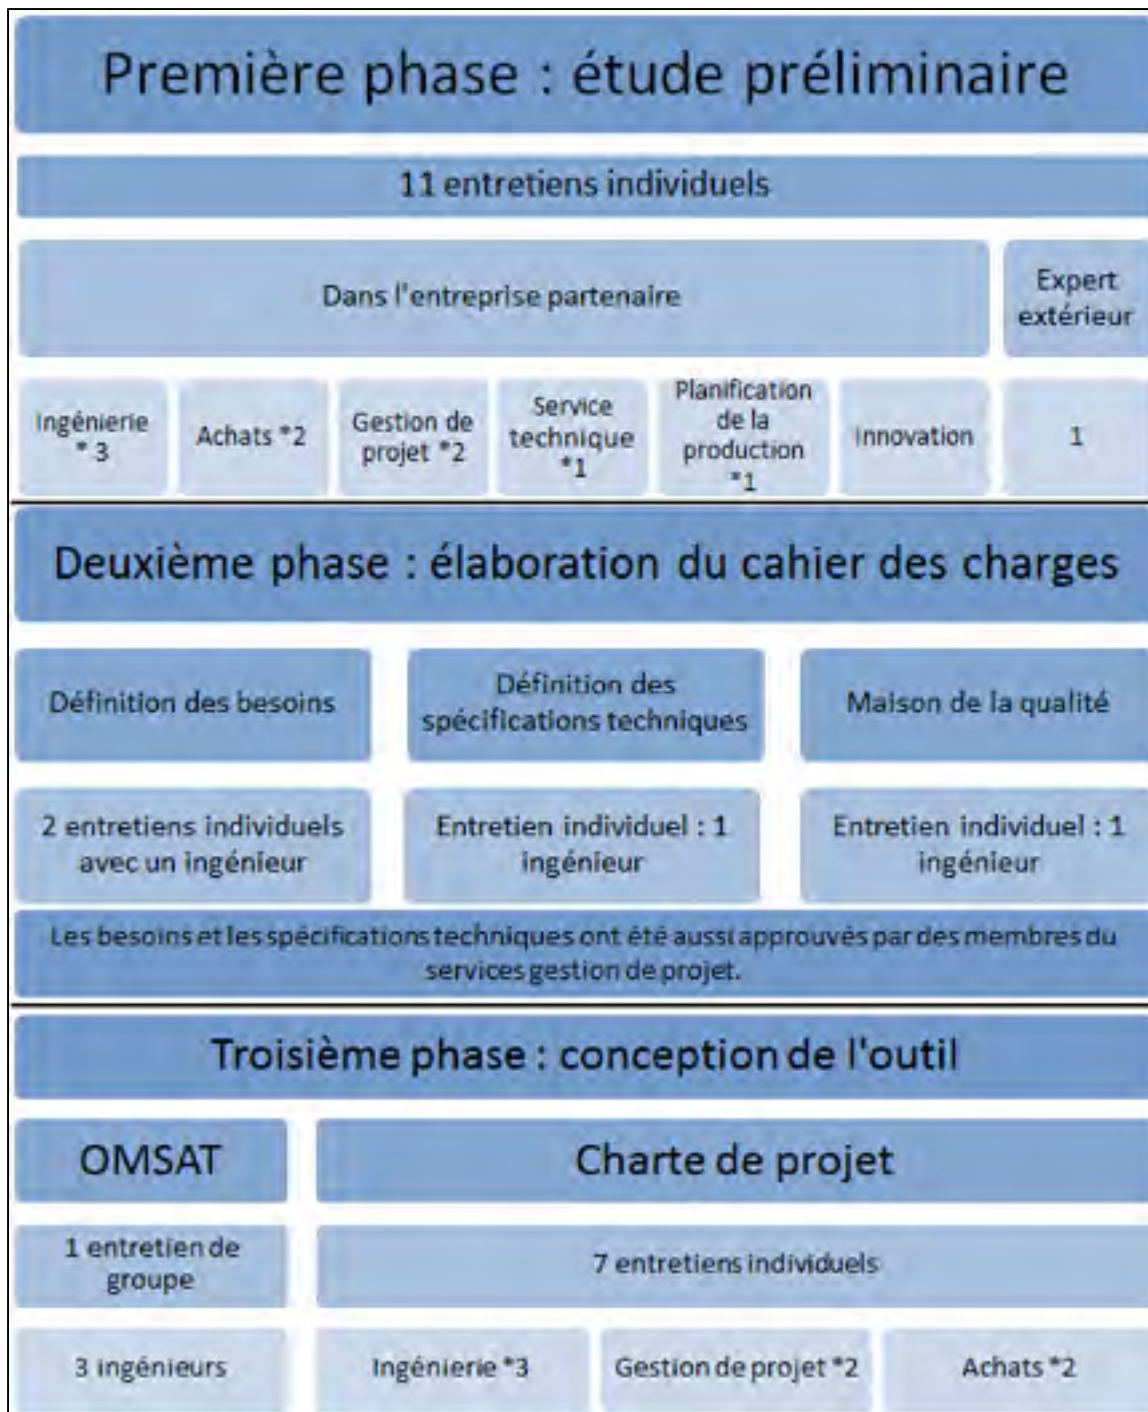 Première phase : étude préliminaire
11 entretiens individuels
Dans l'entreprise partenaire
Expert
extérieur
Ingénierie
* 3
Achats *2
Gestion de
projet *2
Service
technique
*1
Planification
de la
production
*1
Innovation
1
Deuxième phase : élaboration du cahier des charges
Définition des besoins
Définition des
spécifications techniques
Maison de la qualité
2 entretiens individuels
avec un ingénieur
Entretien individuel : 1
ingénieur
Entretien individuel : 1
ingénieur
Les besoins et les spécifications techniques ont été aussi approuvés par des membres du
services gestion de projet.
Troisième phase : conception de l'outil
OMSAT
Charte de projet
1 entretien de
groupe
7 entretiens individuels
3 ingénieurs
Ingénierie *3
Gestion de projet *2
Achats *2